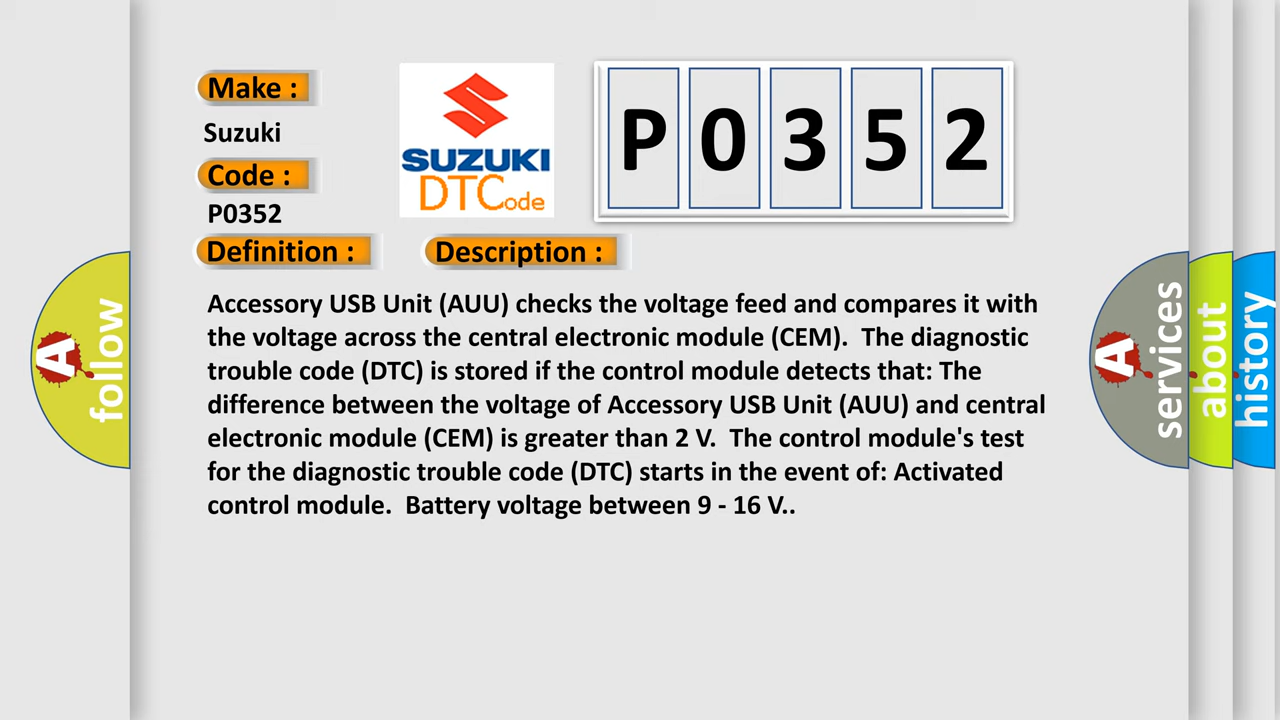 Make :
Suzuki
Code :
P0352
SUZUKI
DTCode
P0352
Definition :
Description :
Accessory USB Unit (AUU) checks the voltage feed and compares it with
the voltage across the central electronic module (CEM).  The diagnostic
trouble code (DTC) is stored if the control module detects that: The
difference between the voltage of Accessory USB Unit (AUU) and central
electronic module (CEM) is greater than 2 V.  The control module's test
for the diagnostic trouble code (DTC) starts in the event of: Activated
control module.  Battery voltage between 9 - 16 V..
A
follow
A
services
about
history